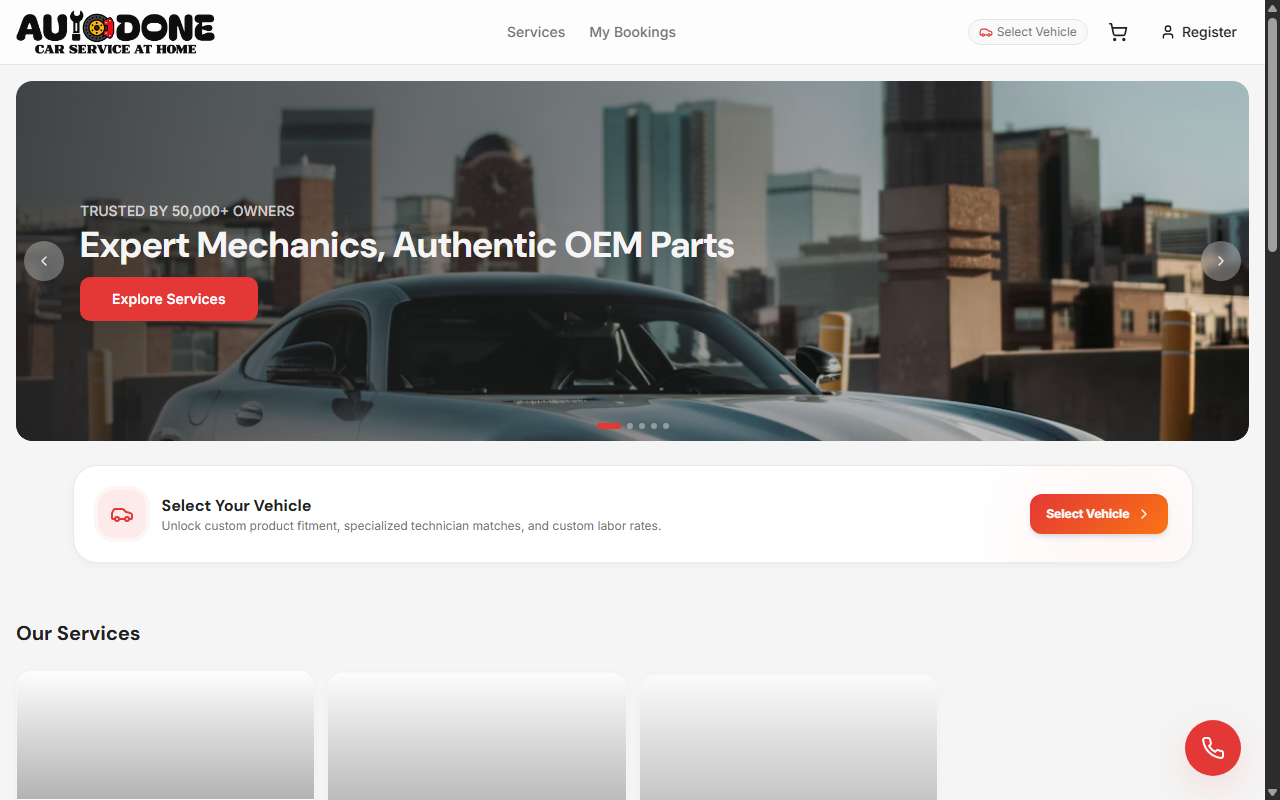 AUTODONE
CAR SERVICE AT HOME
Services
My Bookings
Select Vehicle
Register
TRUSTED BY 50,000+ OWNERS
Expert Mechanics, Authentic OEM Parts
Explore Services
Select Your Vehicle
Unlock custom product fitment, specialized technician matches, and custom labor rates.
Select Vehicle
Our Services